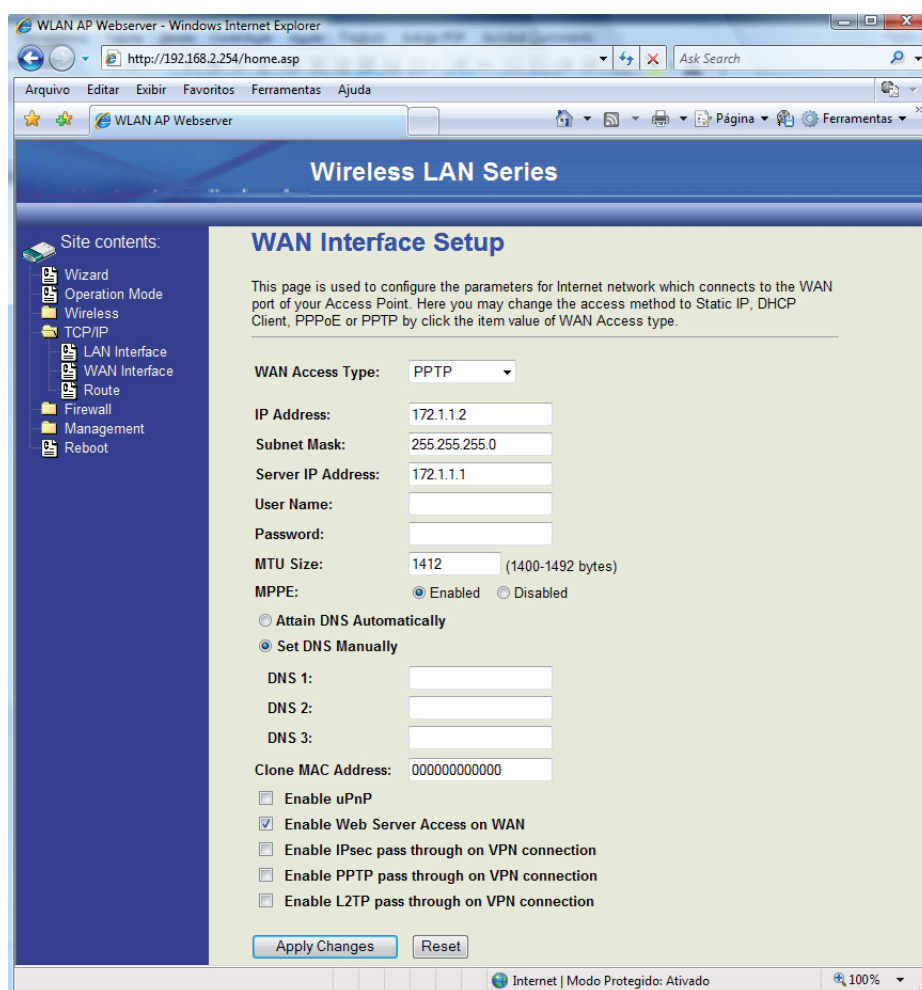 WLAN AP Webserver - Windows Internet Explorer
http://192.168.2.254/home.asp
Ask Search
Arquivo Editar Exibir Favoritos Ferramentas Ajuda
WLAN AP Webserver
Página
Ferramentas
Wireless LAN Series
Site contents:
Wizard
Operation Mode
Wireless
TCP/IP
LAN Interface
WAN Interface
Route
Firewall
Management
Reboot
WAN Interface Setup
This page is used to configure the parameters for Internet network which connects to the WAN
port of your Access Point. Here you may change the access method to Static IP, DHCP
Client, PPPoE or PPTP by click the item value of WAN Access type.
WAN Access Type: PPTP
IP Address: 172.1.1.2
Subnet Mask: 255.255.255.0
Server IP Address: 172.1.1.1
User Name:
Password:
MTU Size: 1412 (1400-1492 bytes)
MPPE: Enabled Disabled
Attain DNS Automatically
Set DNS Manually
DNS 1:
DNS 2:
DNS 3:
Clone MAC Address: 000000000000
Enable uPnP
Enable Web Server Access on WAN
Enable IPsec pass through on VPN connection
Enable PPTP pass through on VPN connection
Enable L2TP pass through on VPN connection
Apply Changes Reset
Internet | Modo Protegido: Ativado 100%